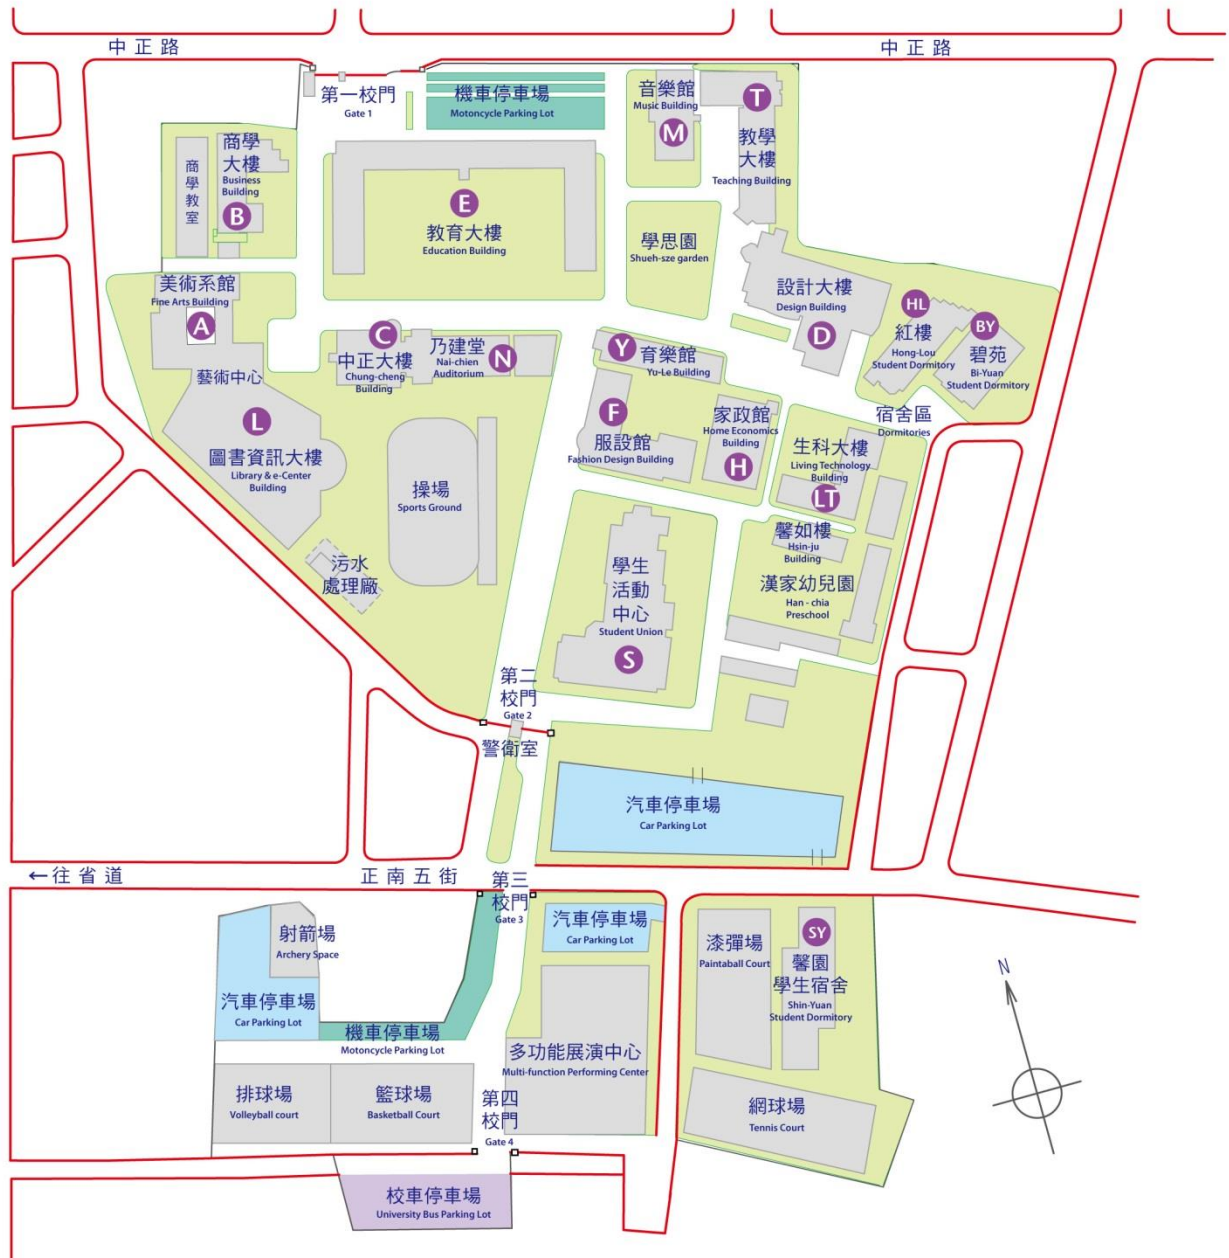 中正路
中正路
第一校門
Gate 1
機車停車場
Motoncycle Parking Lot
音樂館
Music Building
M
T
教學
大樓
Teaching Building
商學
大樓
Business
Building
B
商學教室
E
教育大樓
Education Building
學思園
Shueh-sze garden
美術系館
Fine Arts Building
A
設計大樓
Design Building
D
HL
紅樓
Hong-Lou
Student Dormitory
BY
碧苑
Bi-Yuan
Student Dormitory
C
中正大樓
Chung-cheng
Building
乃建堂
Nai-chien
Auditorium
N
Y
育樂館
Yu-Le Building
藝術中心
L
圖書資訊大樓
Library & e-Center
Building
F
服設館
Fashion Design Building
家政館
Home Economics
Building
H
宿舍區
Dormitories
生科大樓
Living Technology
Building
LT
操場
Sports Ground
馨如樓
Hsin-ju
Building
污水
處理廠
學生
活動
中心
Student Union
S
漢家幼兒園
Han - chia
Preschool
第二
校門
Gate 2
警衛室
汽車停車場
Car Parking Lot
←往省道
正南五街
第三
校門
Gate 3
射箭場
Archery Space
汽車停車場
Car Parking Lot
汽車停車場
Car Parking Lot
漆彈場
Paintaball Court
SY
馨園
學生宿舍
Shin-Yuan
Student Dormitory
N
機車停車場
Motoncycle Parking Lot
多功能展演中心
Multi-function Performing Center
排球場
Volleyball court
籃球場
Basketball Court
第四
校門
Gate 4
網球場
Tennis Court
校車停車場
University Bus Parking Lot